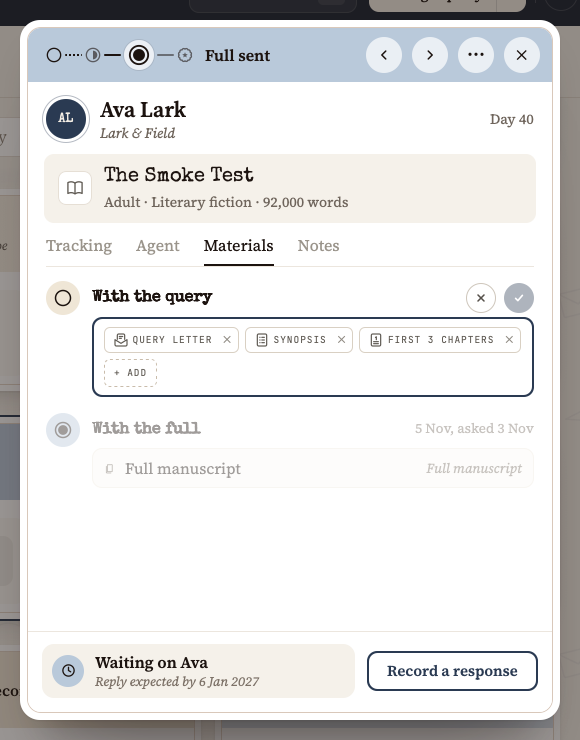 Full sent
AL
Ava Lark
Lark & Field
Day 40
The Smoke Test
Adult · Literary fiction · 92,000 words
Tracking Agent Materials Notes
With the query
QUERY LETTER × SYNOPSIS × FIRST 3 CHAPTERS ×
+ ADD
With the full
5 Nov, asked 3 Nov
Full manuscript
Full manuscript
Waiting on Ava
Reply expected by 6 Jan 2027
Record a response